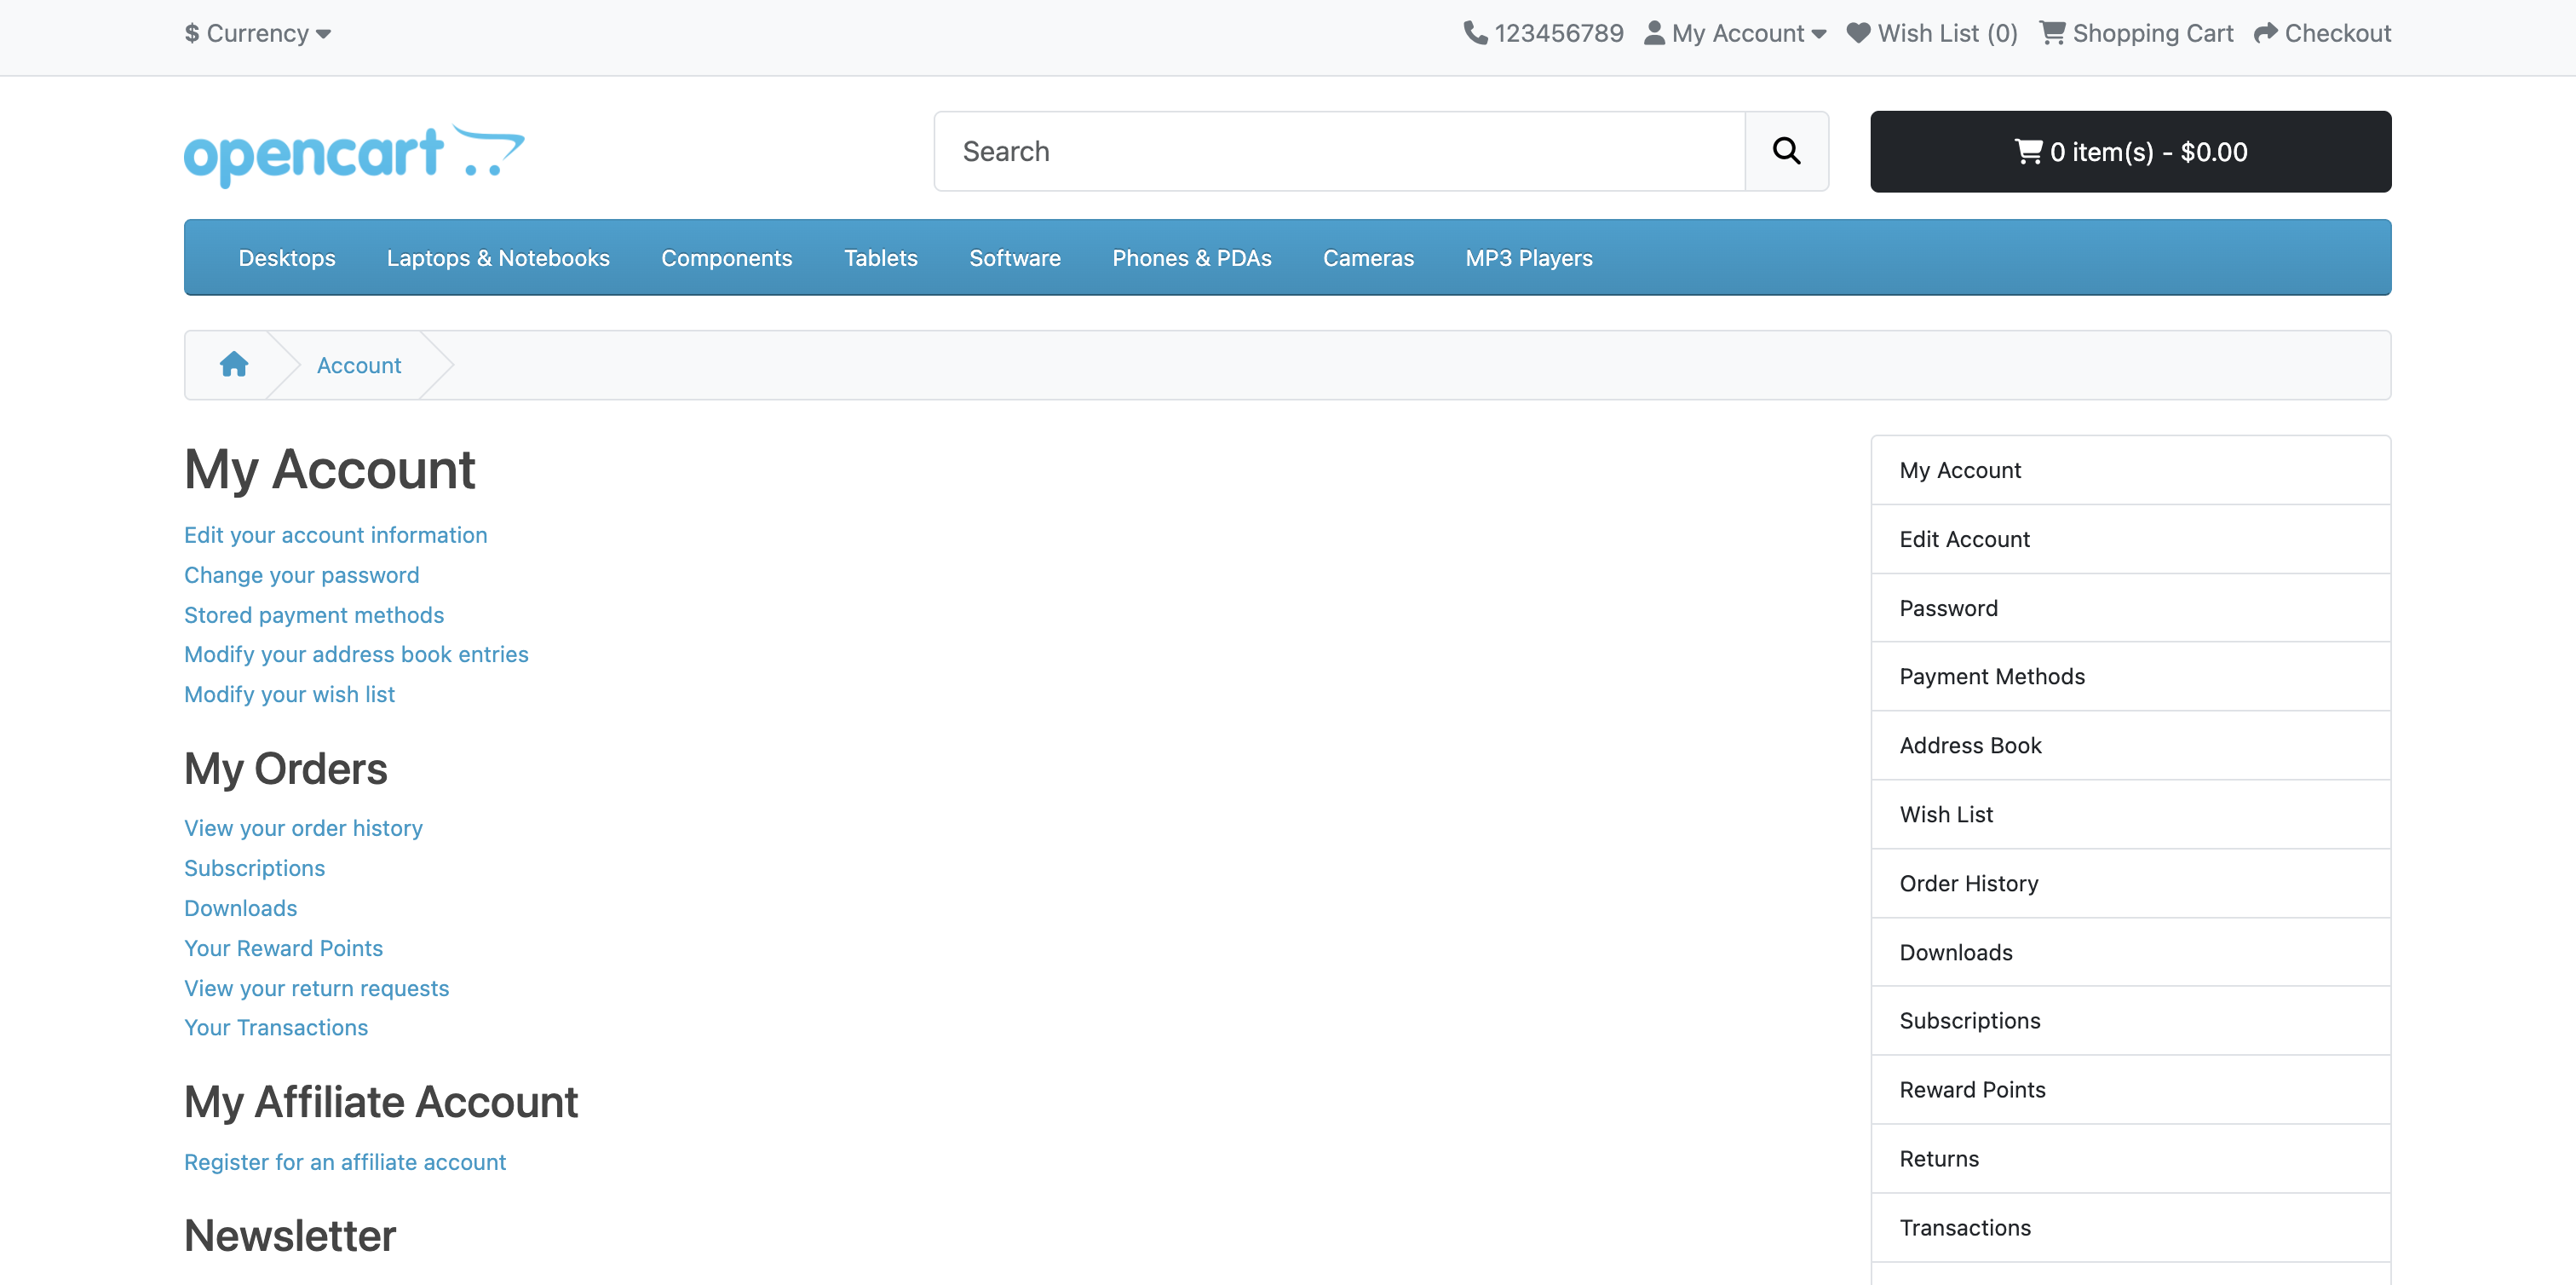 $ Currency
123456789 My Account Wish List (0) Shopping Cart Checkout
opencart
Search
0 item(s) - $0.00
Desktops Laptops & Notebooks Components Tablets Software Phones & PDAs Cameras MP3 Players
Account
My Account
Edit your account information
Change your password
Stored payment methods
Modify your address book entries
Modify your wish list
My Orders
View your order history
Subscriptions
Downloads
Your Reward Points
View your return requests
Your Transactions
My Affiliate Account
Register for an affiliate account
Newsletter
My Account
Edit Account
Password
Payment Methods
Address Book
Wish List
Order History
Downloads
Subscriptions
Reward Points
Returns
Transactions